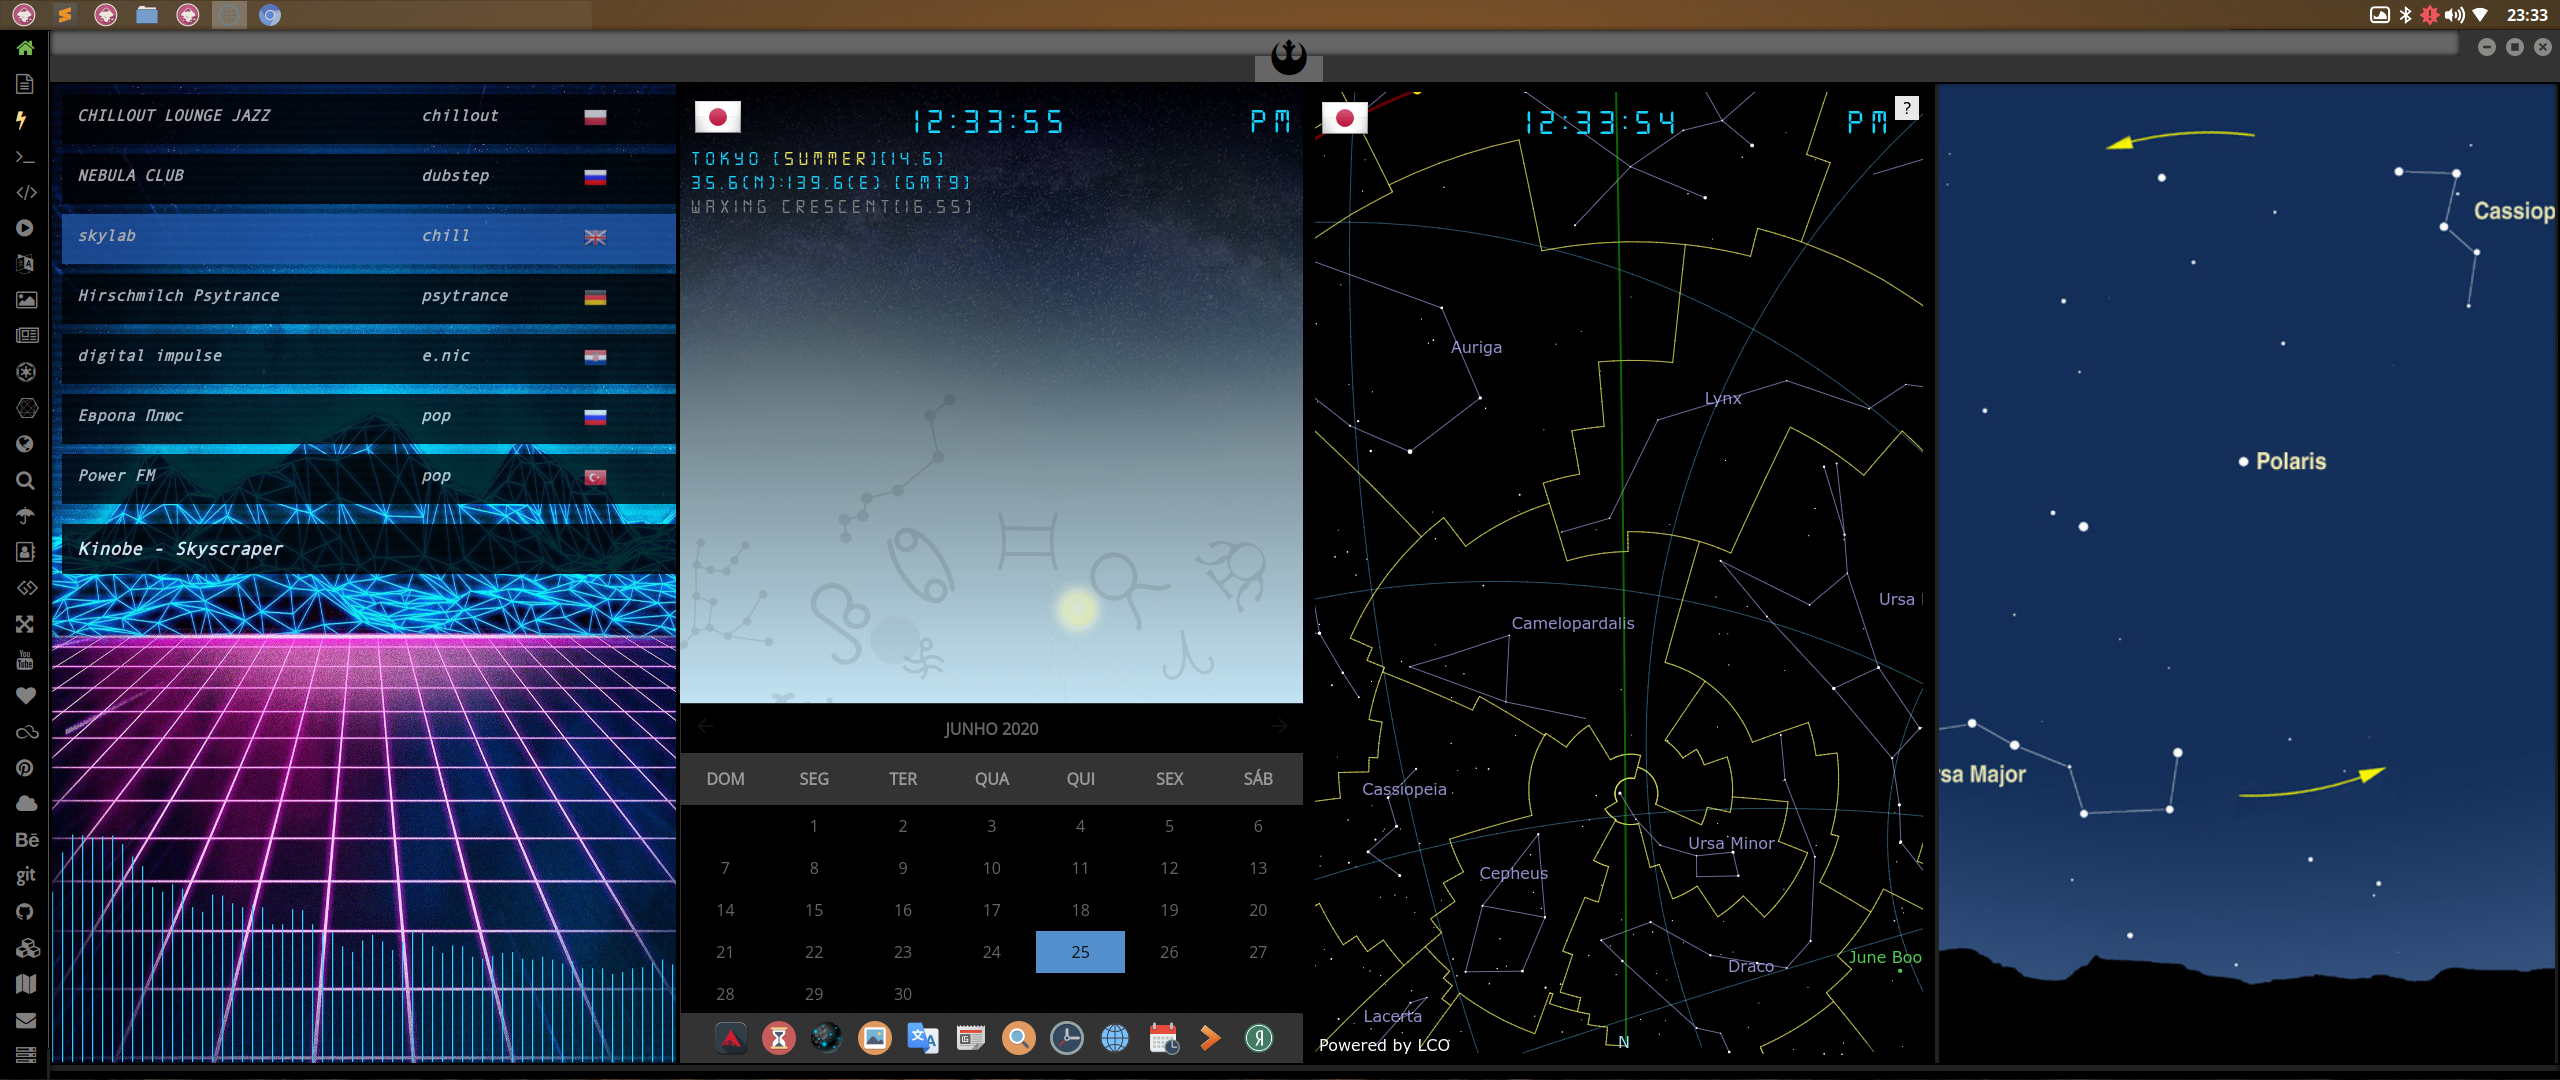 23:33
CHILLOUT LOUNGE JAZZ chillout
NEBULA CLUB dubstep
skylab chill
Hirschmilch Psytrance psytrance
digital impulse e.nic
Европа Плюс pop
Power FM pop
Kinobe - Skyscraper
12:33:55 PM
TOKYO [SUMMER][14.6]
35.6(N):139.6(E) [GMT9]
WAXING CRESCENT[16.55]
JUNHO 2020
DOM SEG TER QUA QUI SEX SÁB
1 2 3 4 5 6
7 8 9 10 11 12 13
14 15 16 17 18 19 20
21 22 23 24 25 26 27
28 29 30
12:33:54 PM ?
Auriga
Lynx
Ursa
Camelopardalis
Cassiopeia
Ursa Minor
Cepheus
June Boo
Draco
Lacerta
Powered by LCO
N
Cassiop
Polaris
sa Major
You
Tube
Bē
git